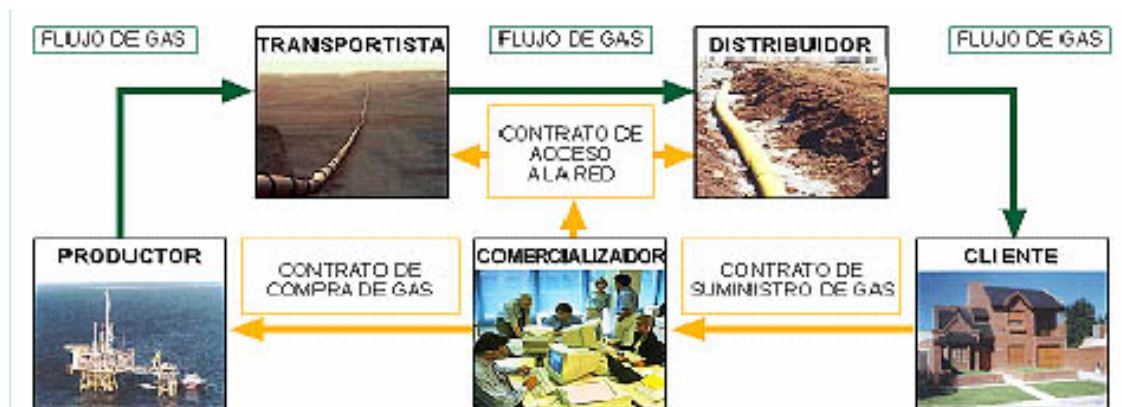 FLUJO DE GAS
TRANSPORTISTA
FLUJO DE GAS
DISTRIBUIDOR
FLUJO DE GAS
CONTRATO DE
ACCESO
A LA RED
PRODUCTOR
CONTRATO DE
COMPRA DE GAS
COMERCIALIZADOR
CONTRATO DE
SUMINISTRO DE GAS
CLIENTE